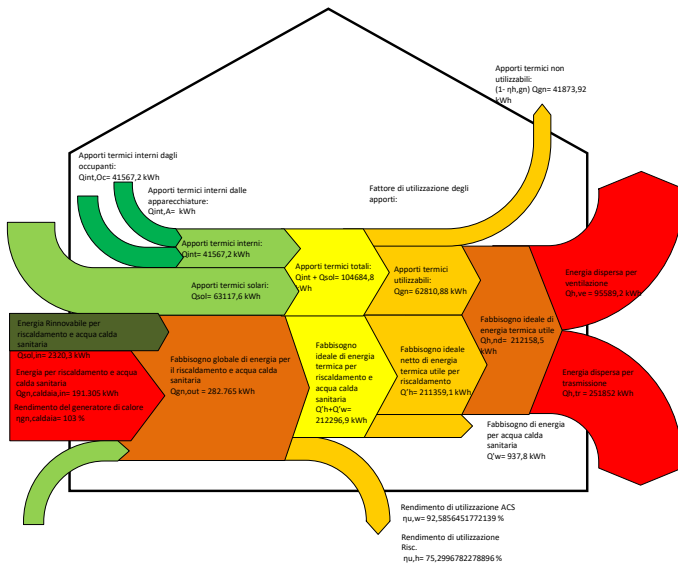 Apporti termici non
utilizzabili:
(1- ηh,gn) Qgn= 41873,92
kWh
Apporti termici interni dagli
occupanti:
Qint,Oc= 41567,2 kWh
Apporti termici interni dalle
apparecchiature:
Qint,A= kWh
Fattore di utilizzazione degli
apporti:
Apporti termici interni:
Qint= 41567,2 kWh
Apporti termici solari:
Qsol= 63117,6 kWh
Apporti termici totali:
Qint + Qsol= 104684,8
kWh
Apporti termici
utilizzabili:
Qgn= 62810,88 kWh
Energia dispersa per
ventilazione
Qh,ve= 95589,2 kWh
Energia Rinnovabile per
riscaldamento e acqua calda
sanitaria
Qsol,in= 2320,3 kWh
Energia per riscaldamento e acqua
calda sanitaria
Qgn,caldaia,in= 191.305 kWh
Rendimento del generatore di calore
ηgn,caldaia= 103 %
Fabbisogno globale di energia per
il riscaldamento e acqua calda
sanitaria
Qgn,out = 282.765 kWh
Fabbisogno
ideale di energia
termica per
riscaldamento e
acqua calda
sanitaria
Q'h+Q'w=
212296,9 kWh
Fabbisogno ideale
netto di energia
termica utile per
riscaldamento
Q'h= 211359,1 kWh
Fabbisogno ideale di
energia termica utile
Qh,nd= 212158,5
kWh
Energia dispersa per
trasmissione
Qh,tr= 251852 kWh
Fabbisogno di energia
per acqua calda
sanitaria
Q'w= 937,8 kWh
Rendimento di utilizzazione ACS
ηu,w= 92,5856451772139 %
Rendimento di utilizzazione
Risc.
ηu,h= 75,2996782278896 %